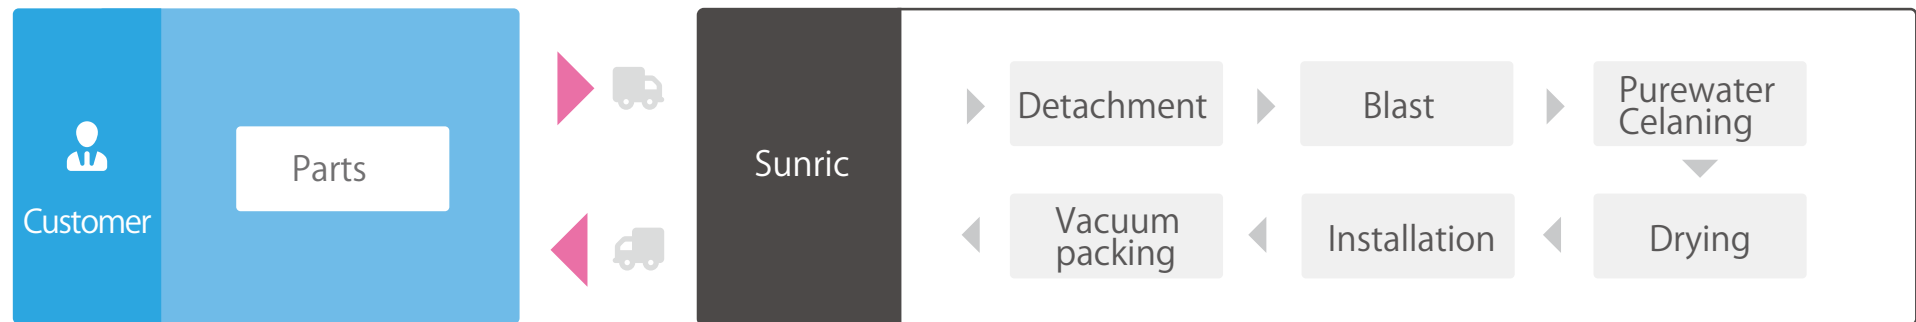 Customer
Parts
Sunric
Detachment
Blast
Purewater
Celaning
Drying
Installation
Vacuum
packing